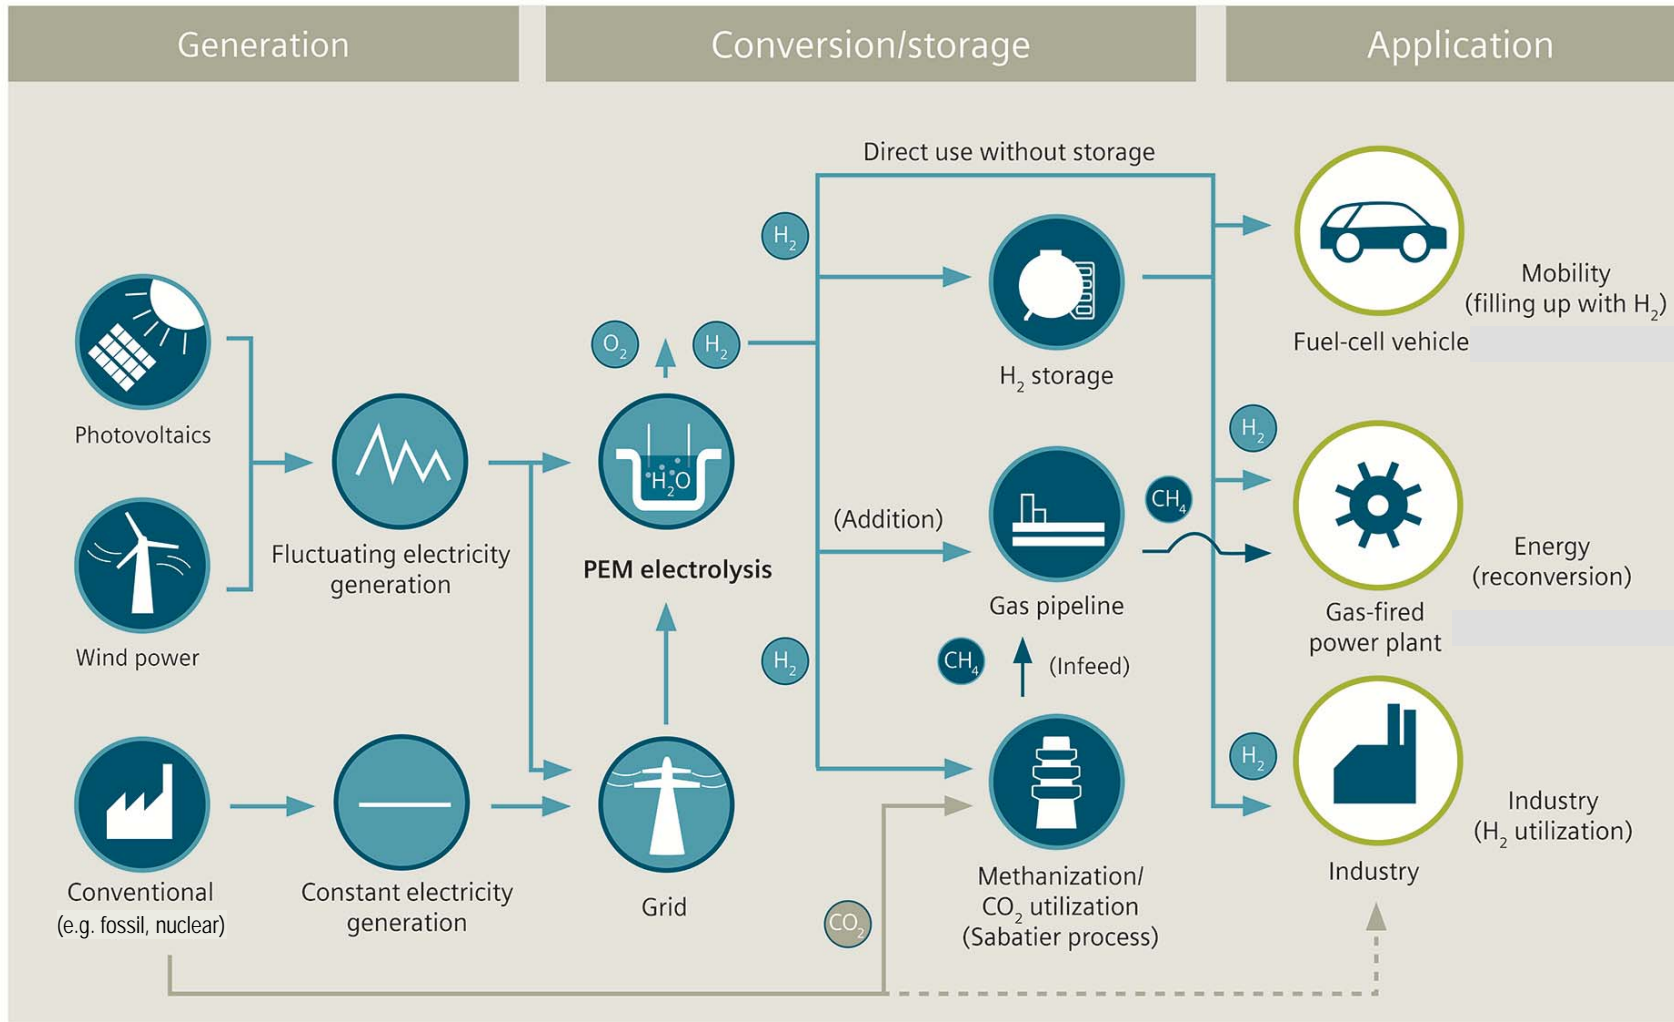 Generation
Conversion/storage
Application
Direct use without storage
H₂
O₂
H₂
H₂O
PEM electrolysis
Photovoltaics
Wind power
Fluctuating electricity
generation
Conventional
(e.g. fossil, nuclear)
Constant electricity
generation
Grid
H₂ storage
(Addition)
Gas pipeline
CH₄
H₂
CH₄
(Infeed)
Methanization/
CO₂ utilization
(Sabatier process)
CO₂
Fuel-cell vehicle
Mobility
(filling up with H₂)
H₂
Gas-fired
power plant
Energy
(reconversion)
H₂
Industry
Industry
(H₂ utilization)